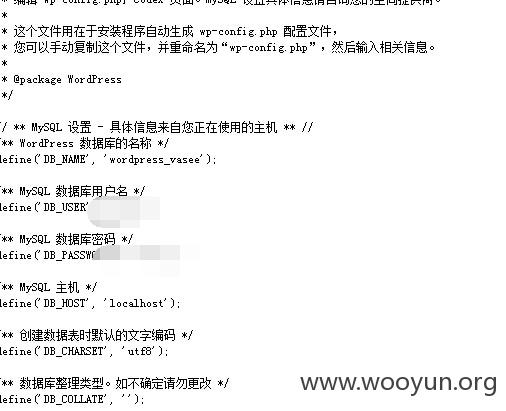 * 编辑 wp-config.php, Codex 页面。MySQL 设置具体信息请咨询您的空间提供商。
*
* 这个文件用在于安装程序自动生成 wp-config.php 配置文件，
* 您可以手动复制这个文件，并重命名为“wp-config.php”，然后输入相关信息。
*
* @package WordPress
*/
// ** MySQL 设置 - 具体信息来自您正在使用的主机 ** //
/** WordPress 数据库的名称 */
define('DB_NAME', 'wordpress_vasee');
/** MySQL 数据库用户名 */
define('DB_USER'
/** MySQL 数据库密码 */
define('DB_PASSWO
/** MySQL 主机 */
define('DB_HOST', 'localhost');
/** 创建数据表时默认的文字编码 */
define('DB_CHARSET', 'utf8');
/** 数据库整理类型。如不确定请勿更改 */
define('DB_COLLATE', '');
www.wooyun.org